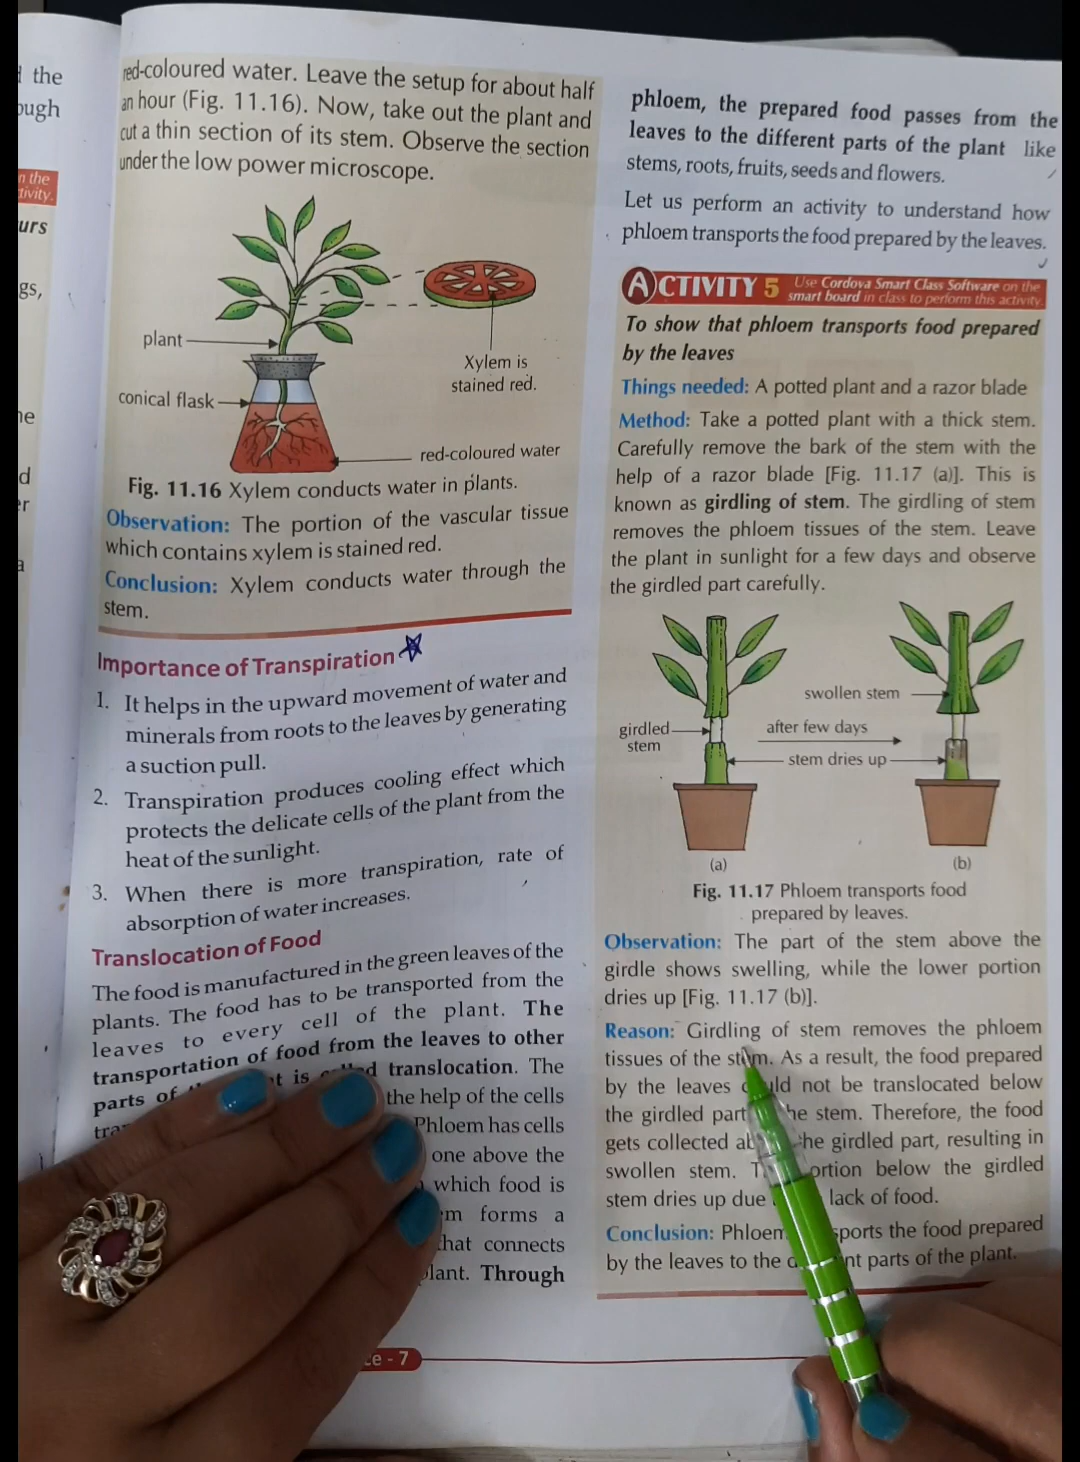 the
ough
n the
tivity.
urs
gs,
ne
d
er
a
red-coloured water. Leave the setup for about half
an hour (Fig. 11.16). Now, take out the plant and
cut a thin section of its stem. Observe the section
under the low power microscope.
plant
conical flask
Xylem is
stained red.
red-coloured water
Fig. 11.16 Xylem conducts water in plants.
Observation: The portion of the vascular tissue
which contains xylem is stained red.
Conclusion: Xylem conducts water through the
stem.
Importance of Transpiration
1. It helps in the upward movement of water and
minerals from roots to the leaves by generating
a suction pull.
2. Transpiration produces cooling effect which
protects the delicate cells of the plant from the
heat of the sunlight.
3. When there is more transpiration, rate of
absorption of water increases.
Translocation of Food
The food is manufactured in the green leaves of the
plants. The food has to be transported from the
leaves to every cell of the plant. The
transportation of food from the leaves to other
parts of t is d translocation. The
the help of the cells
Phloem has cells
one above the
which food is
m forms a
that connects
plant. Through
ce - 7
phloem, the prepared food passes from the
leaves to the different parts of the plant like
stems, roots, fruits, seeds and flowers.
Let us perform an activity to understand how
phloem transports the food prepared by the leaves.
ACTIVITY 5 Use Cordova Smart Class Software on the
smart board in class to perform this activity.
To show that phloem transports food prepared
by the leaves
Things needed: A potted plant and a razor blade
Method: Take a potted plant with a thick stem.
Carefully remove the bark of the stem with the
help of a razor blade [Fig. 11.17 (a)]. This is
known as girdling of stem. The girdling of stem
removes the phloem tissues of the stem. Leave
the plant in sunlight for a few days and observe
the girdled part carefully.
swollen stem
girdled
stem
after few days
stem dries up
(a)
(b)
Fig. 11.17 Phloem transports food
prepared by leaves.
Observation: The part of the stem above the
girdle shows swelling, while the lower portion
dries up [Fig. 11.17 (b)].
Reason: Girdling of stem removes the phloem
tissues of the stem. As a result, the food prepared
by the leaves could not be translocated below
the girdled part he stem. Therefore, the food
gets collected ab he girdled part, resulting in
swollen stem. T ortion below the girdled
stem dries up due lack of food.
Conclusion: Phloem sports the food prepared
by the leaves to the d nt parts of the plant.